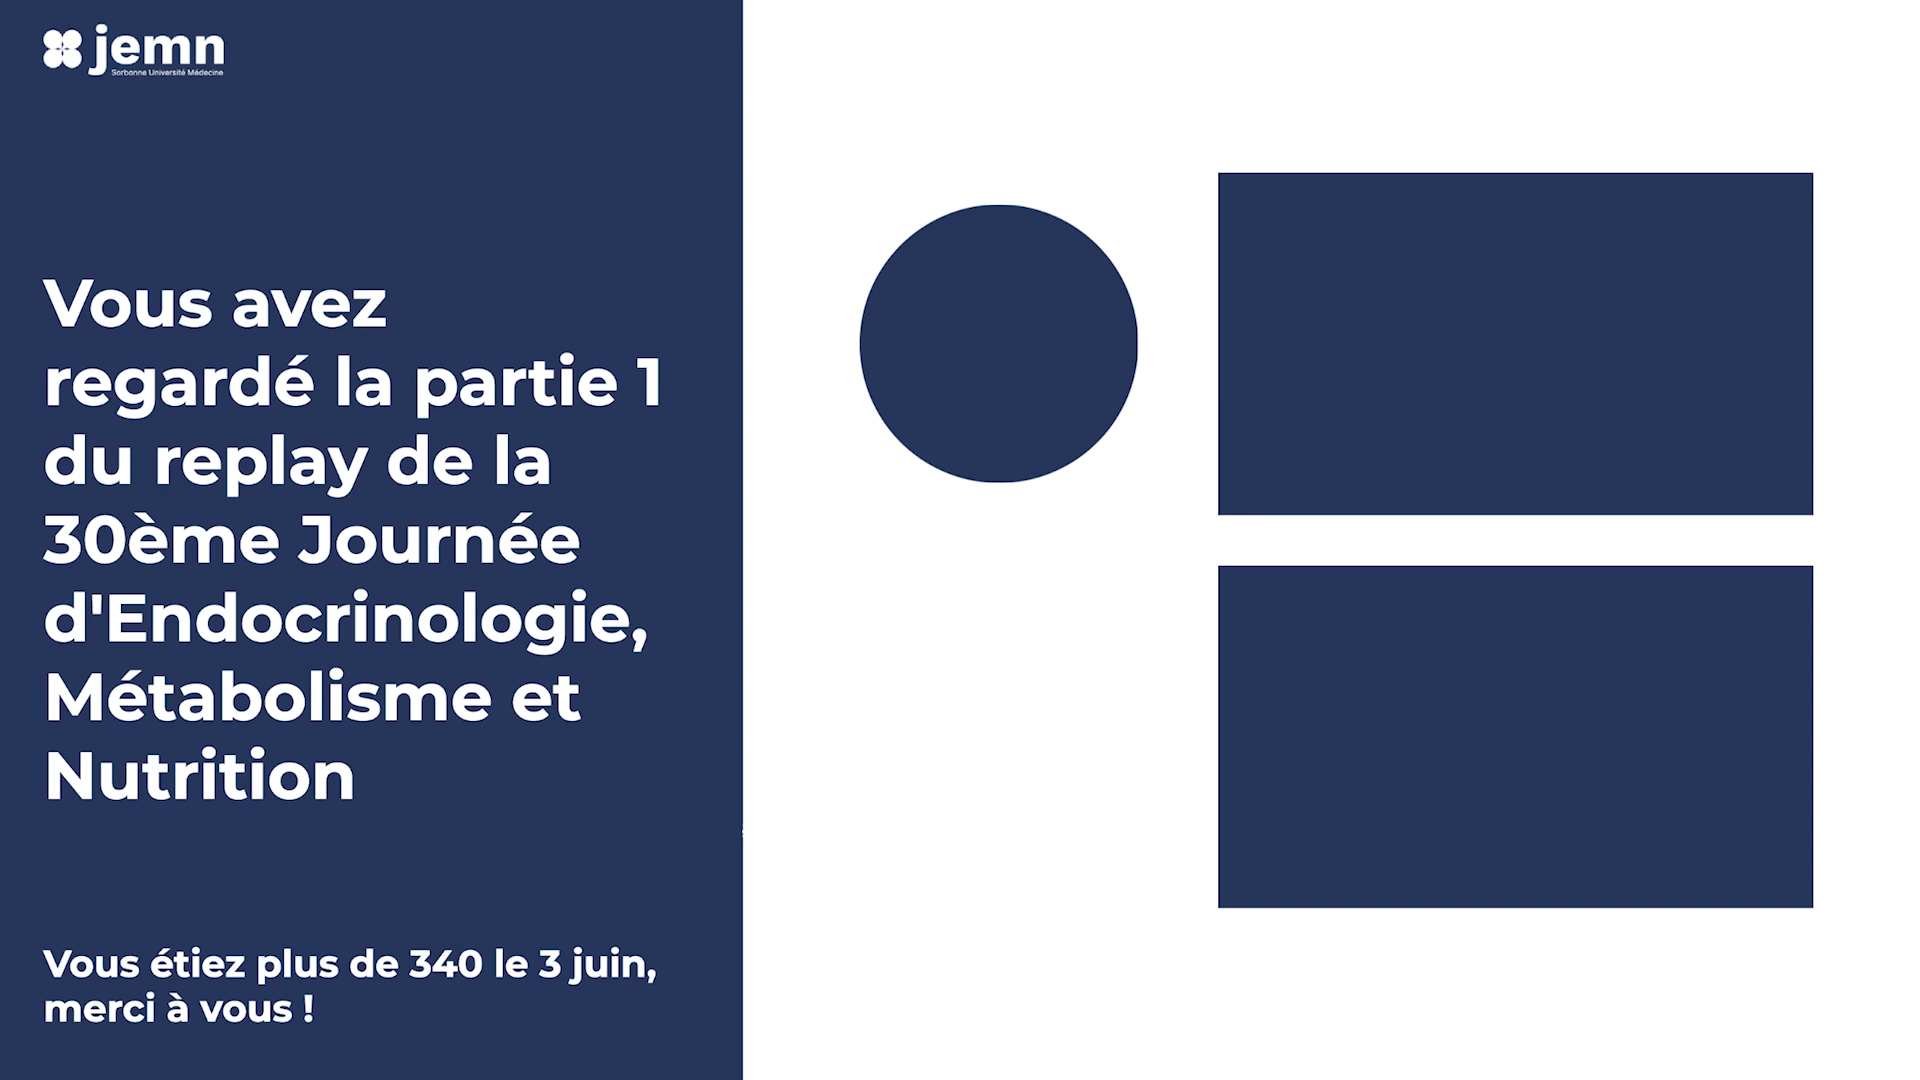 jemn
Sorbonne Université Médecine
Vous avez
regardé la partie 1
du replay de la
30ème Journée
d'Endocrinologie,
Métabolisme et
Nutrition
Vous étiez plus de 340 le 3 juin,
merci à vous !